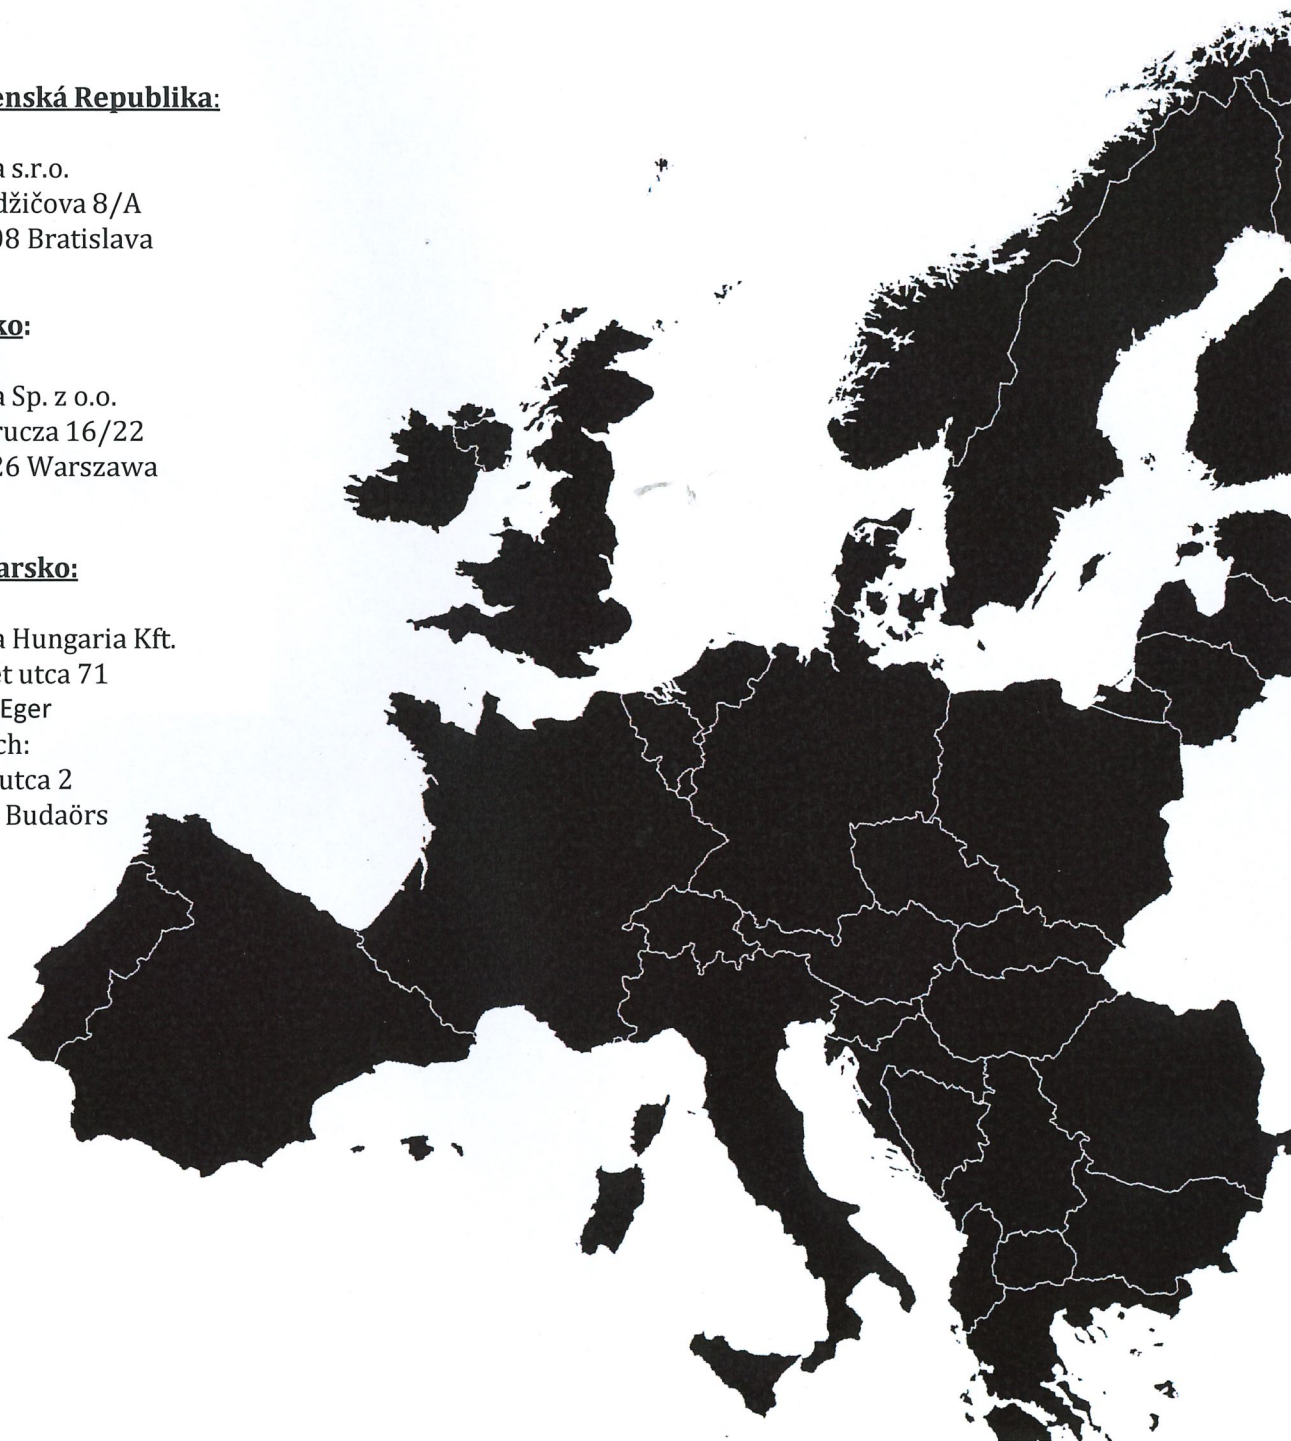 enská Republika:
a s.r.o.
džičova 8/A
08 Bratislava
ko:
a Sp. z o.o.
rucza 16/22
26 Warszawa
arsko:
a Hungaria Kft.
et utca 71
Eger
ch:
utca 2
Budaörs